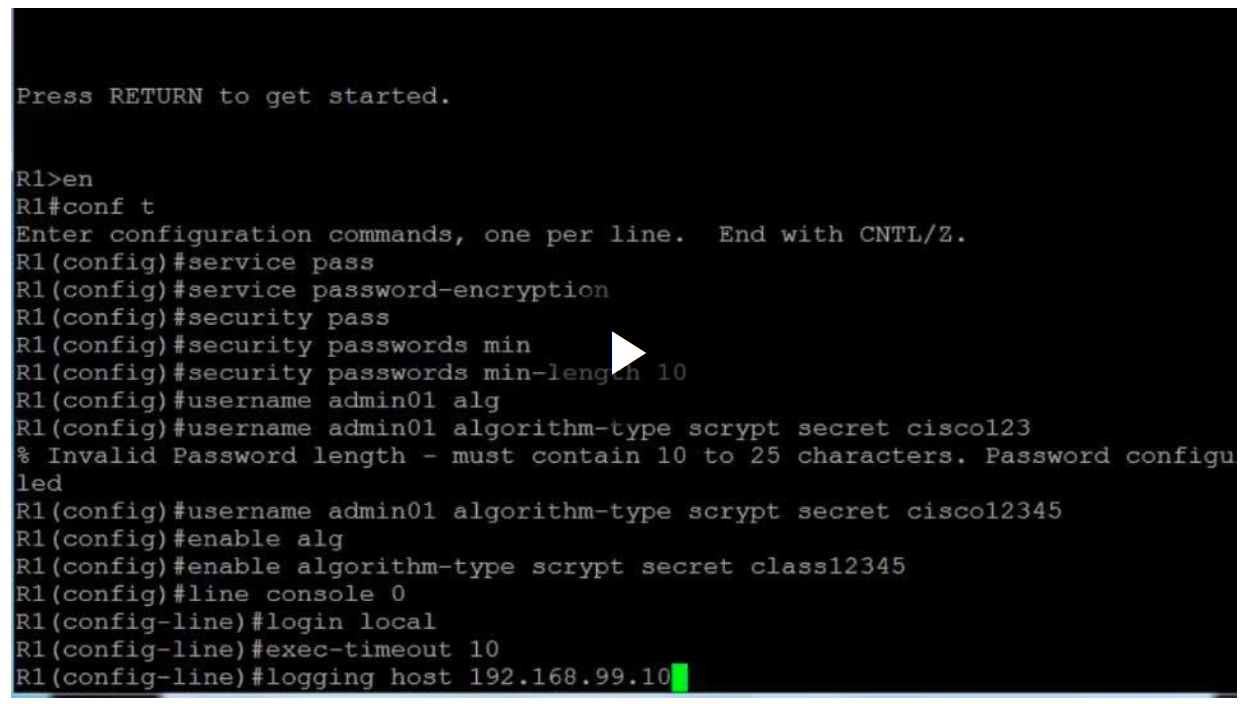 Press RETURN to get started.
R1>en
R1#conf t
Enter configuration commands, one per line.  End with CNTL/Z.
R1(config)#service pass
R1(config)#service password-encryption
R1(config)#security pass
R1(config)#security passwords min
R1(config)#security passwords min-length 10
R1(config)#username admin01 alg
R1(config)#username admin01 algorithm-type scrypt secret cisco123
% Invalid Password length - must contain 10 to 25 characters. Password configu
led
R1(config)#username admin01 algorithm-type scrypt secret cisco12345
R1(config)#enable alg
R1(config)#enable algorithm-type scrypt secret class12345
R1(config)#line console 0
R1(config-line)#login local
R1(config-line)#exec-timeout 10
R1(config-line)#logging host 192.168.99.10